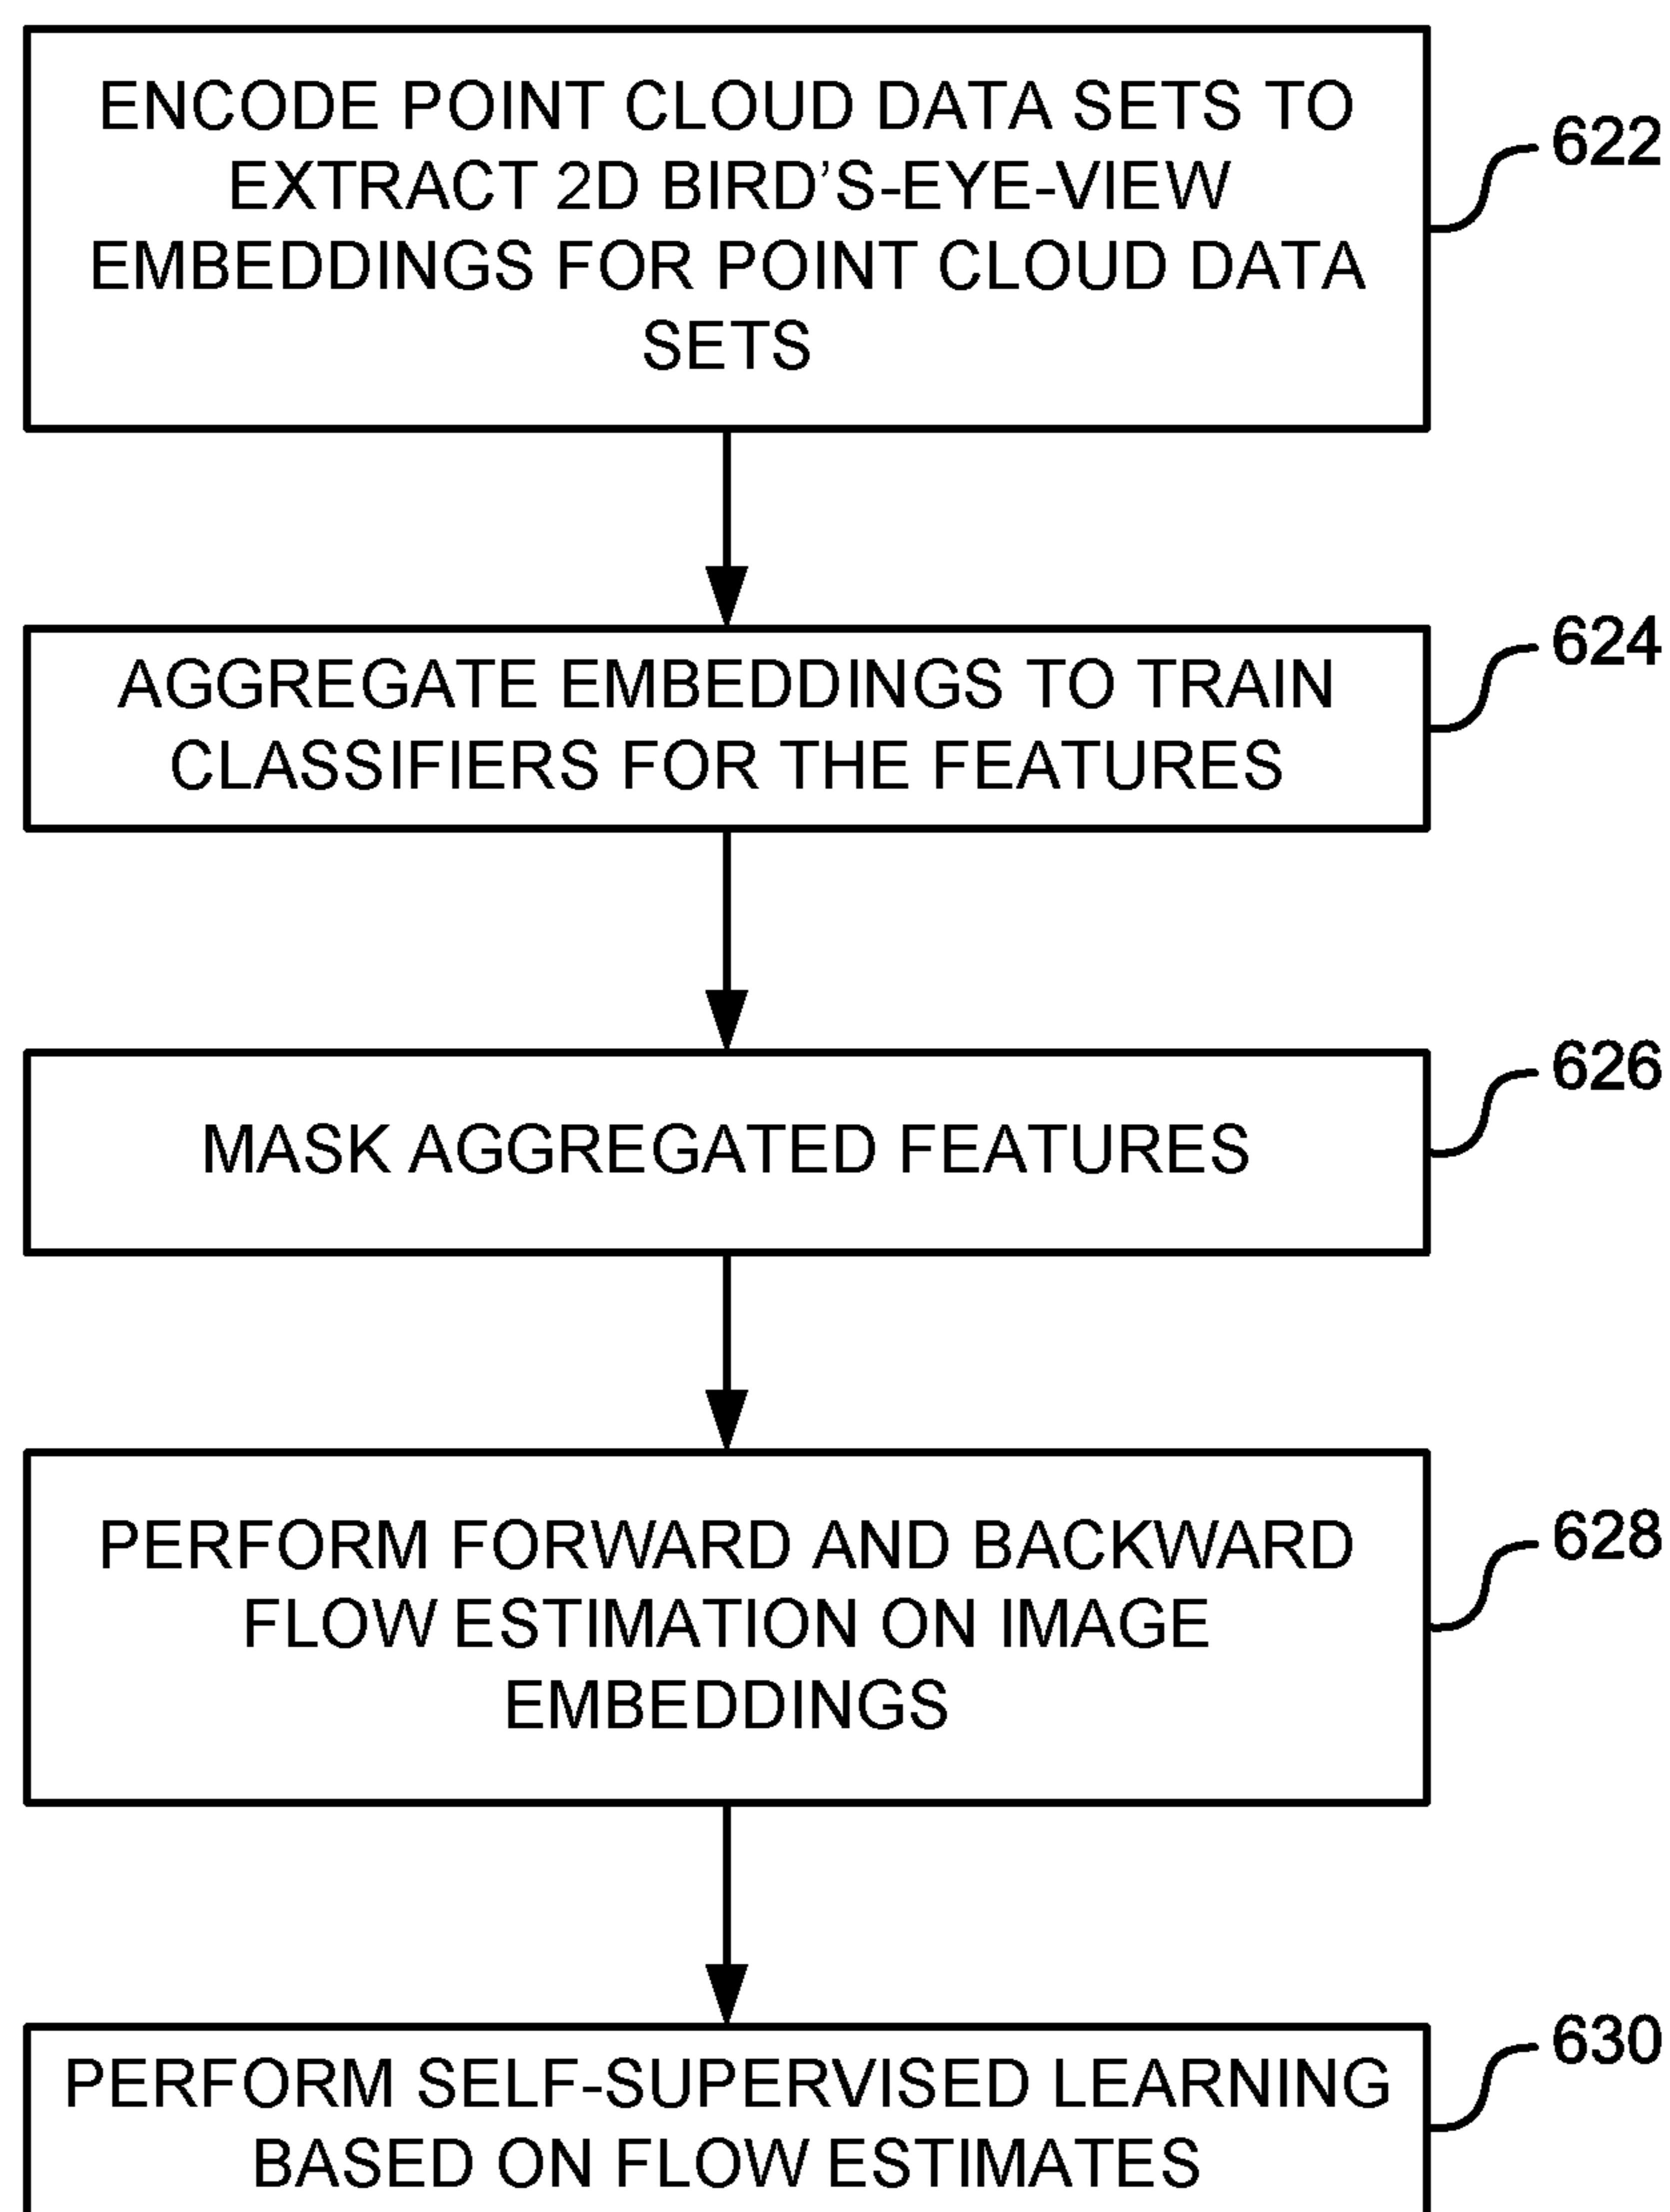 ENCODE POINT CLOUD DATA SETS TO
EXTRACT 2D BIRD’S-EYE-VIEW
EMBEDDINGS FOR POINT CLOUD DATA
SETS
622
AGGREGATE EMBEDDINGS TO TRAIN
CLASSIFIERS FOR THE FEATURES
624
MASK AGGREGATED FEATURES
626
PERFORM FORWARD AND BACKWARD
FLOW ESTIMATION ON IMAGE
EMBEDDINGS
628
PERFORM SELF-SUPERVISED LEARNING
BASED ON FLOW ESTIMATES
630